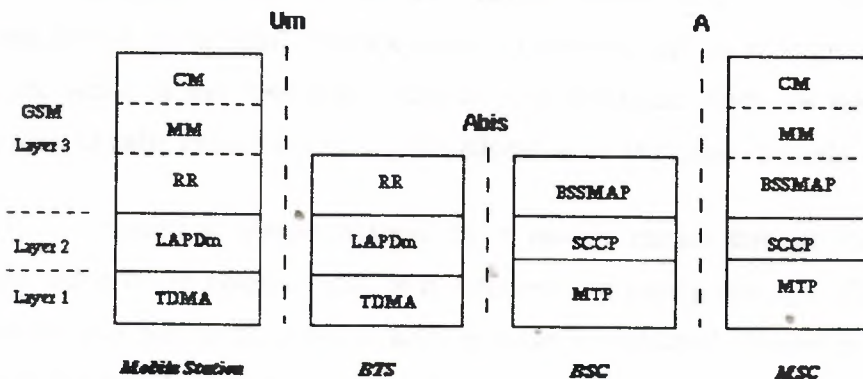 Um
A
Abis
GSM
Layer 3
Layer 2
Layer 1
CM
MM
RR
LAPDm
TDMA
RR
LAPDm
TDMA
BSSMAP
SCCP
MTP
CM
MM
BSSMAP
SCCP
MTP
Mobile Station
BTS
BSC
MSC